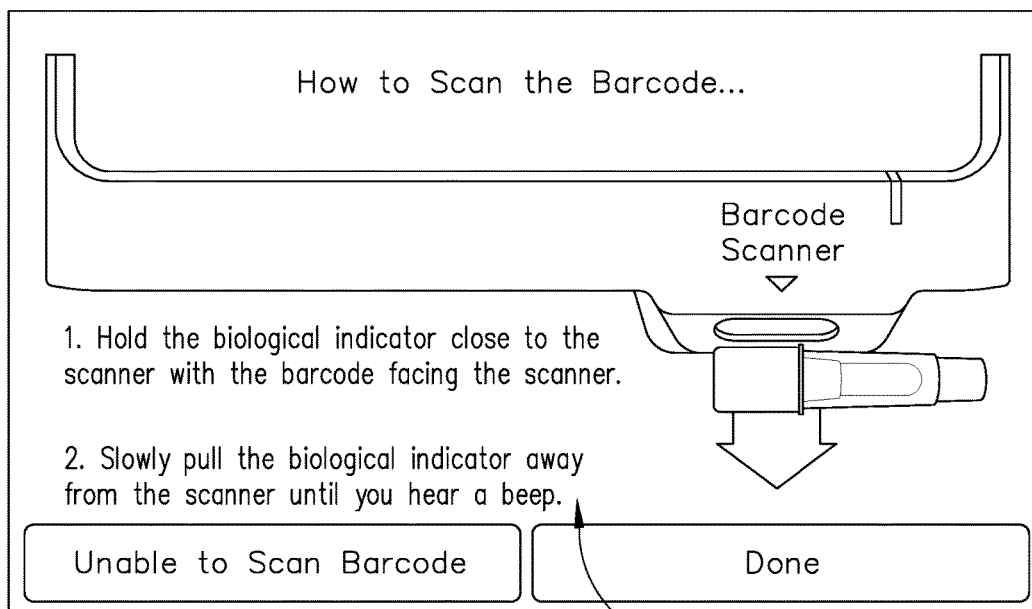 How to Scan the Barcode...
Barcode
Scanner
1. Hold the biological indicator close to the
scanner with the barcode facing the scanner.
2. Slowly pull the biological indicator away
from the scanner until you hear a beep.
Unable to Scan Barcode
Done